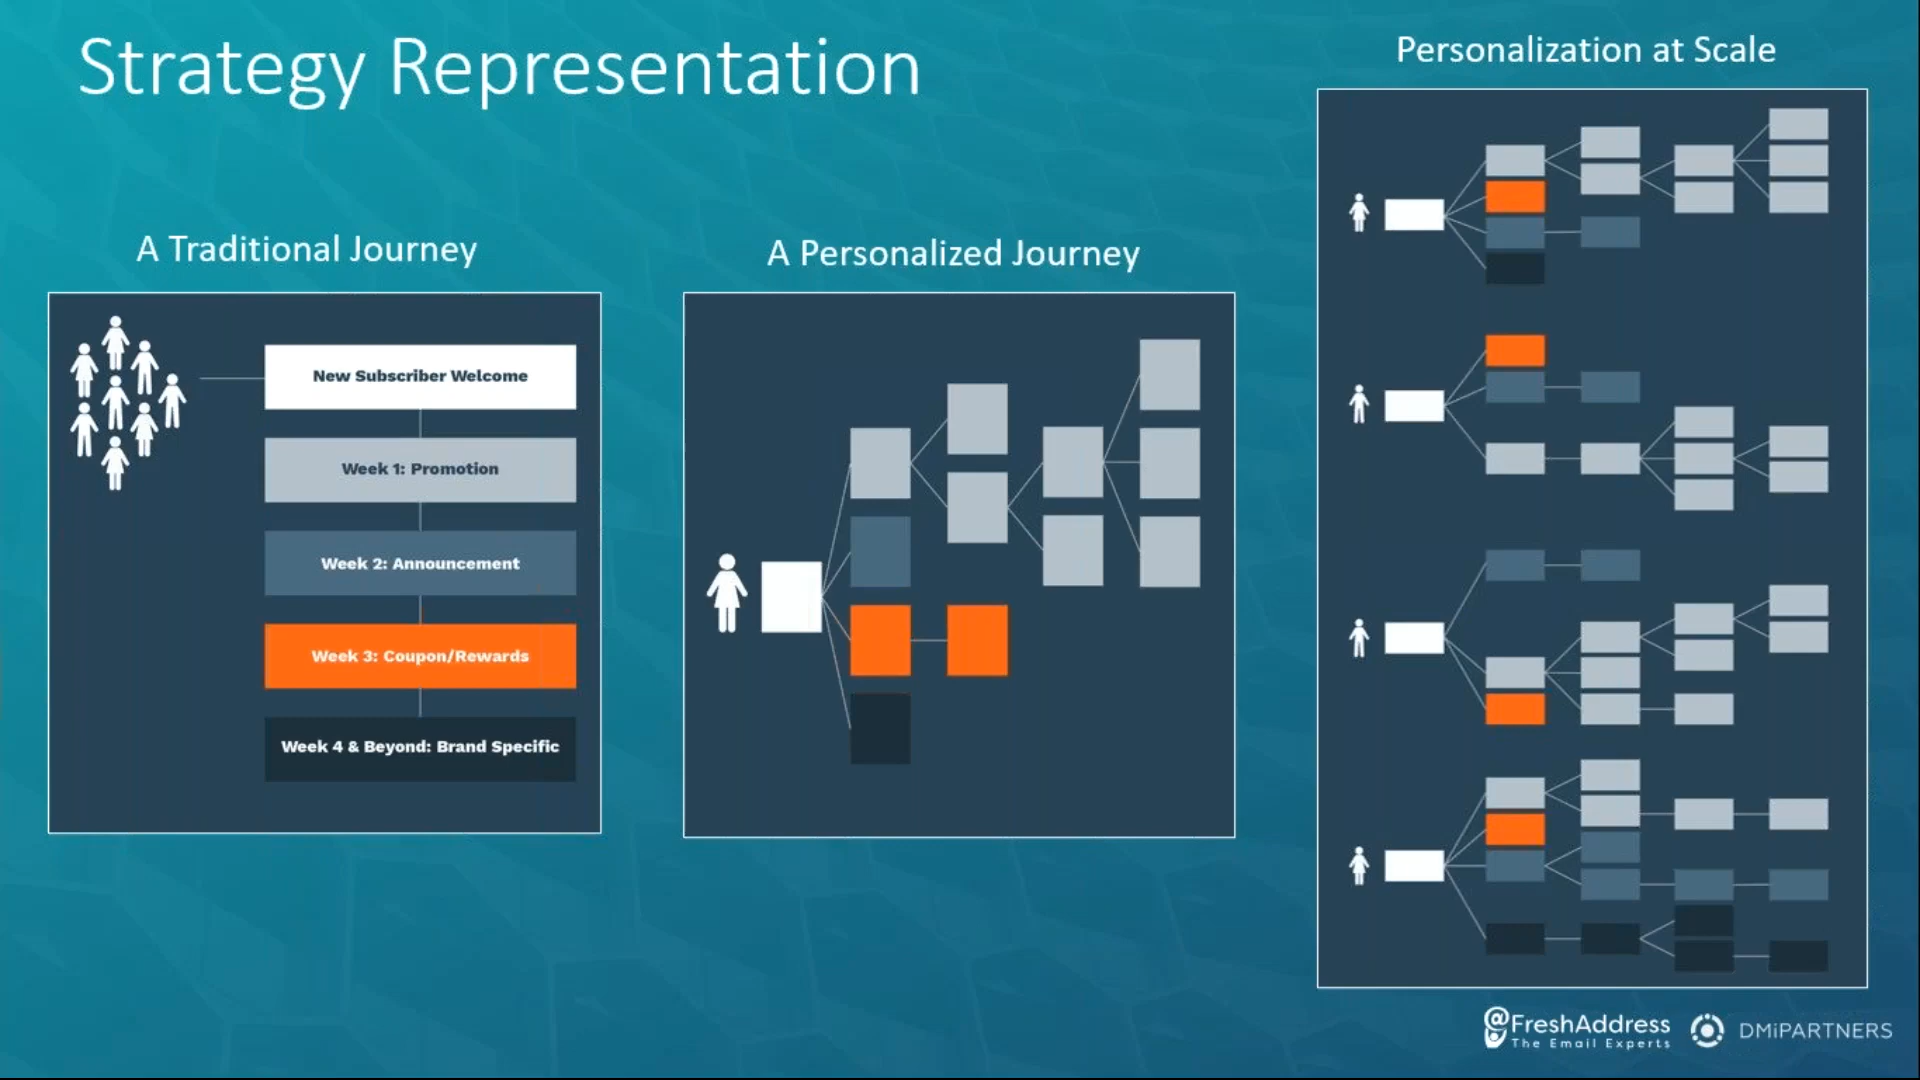 Strategy Representation
Personalization at Scale
A Traditional Journey
A Personalized Journey
New Subscriber Welcome
Week 1: Promotion
Week 2: Announcement
Week 3: Coupon/Rewards
Week 4 & Beyond: Brand Specific
@FreshAddress
The Email Experts
DMiPARTNERS